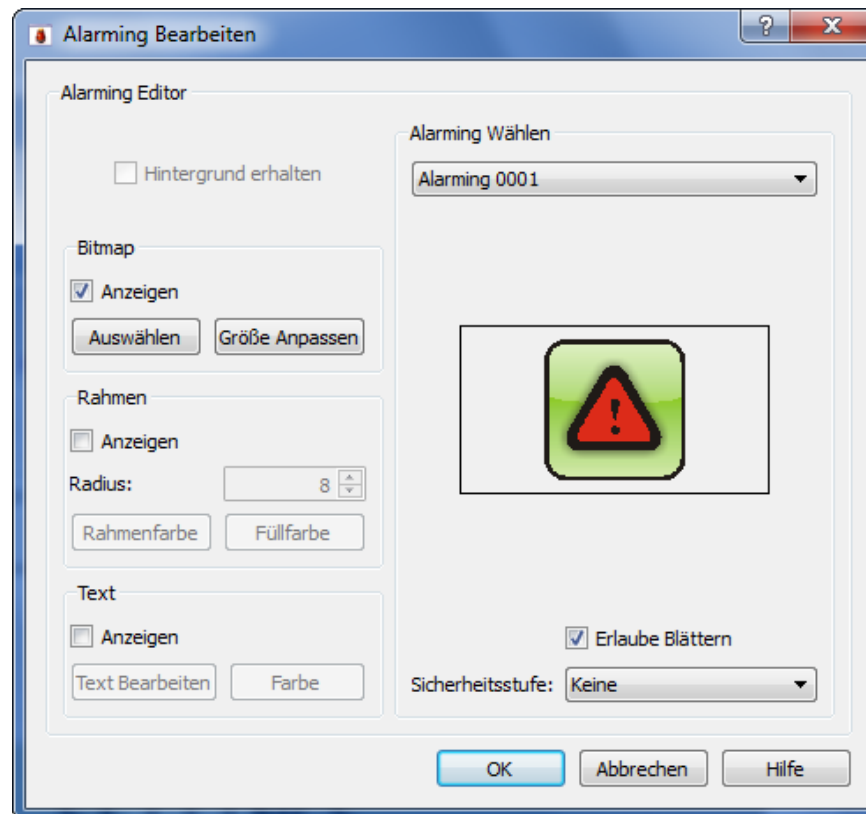 Alarming Bearbeiten
Alarming Editor
Hintergrund erhalten
Bitmap
Anzeigen
Auswählen Größe Anpassen
Rahmen
Anzeigen
Radius: 8
Rahmenfarbe Füllfarbe
Text
Anzeigen
Text Bearbeiten Farbe
Alarming Wählen
Alarming 0001
!
Erlaube Blättern
Sicherheitsstufe: Keine
OK Abbrechen Hilfe